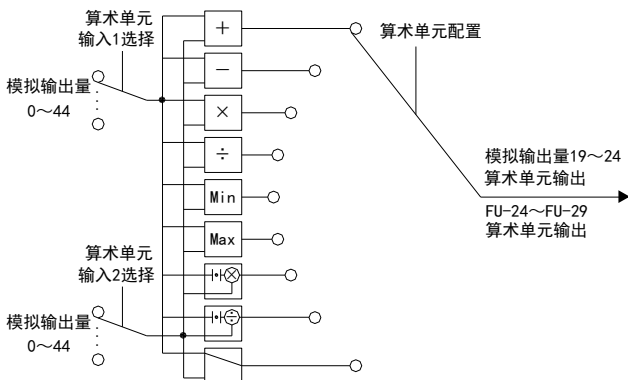 算术单元
输入1选择
模拟输出量
0～44
+
−
×
÷
Min
Max
算术单元
输入2选择
模拟输出量
0～44
算术单元配置
模拟输出量19～24
算术单元输出
FU-24～FU-29
算术单元输出